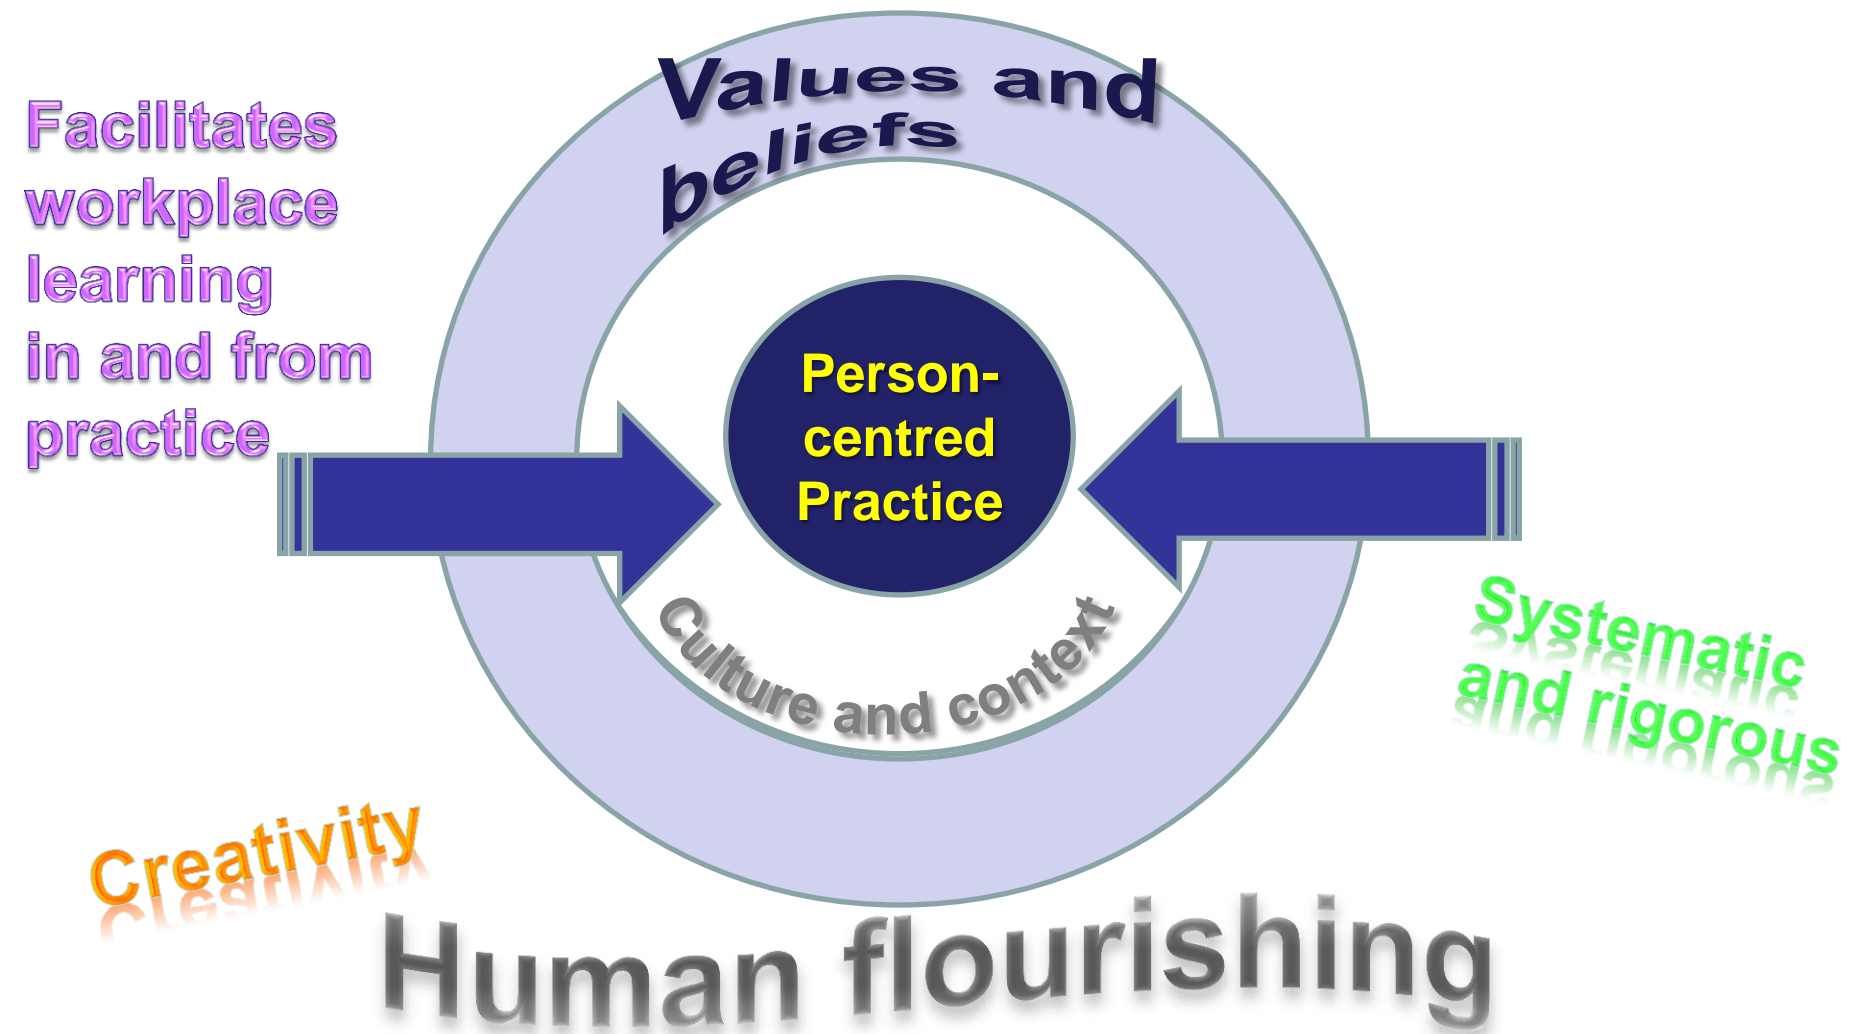 Values and
beliefs
Facilitates
workplace
learning
in and from
practice
Person-
centred
Practice
Culture and context
Systematic
and rigorous
Creativity
Human flourishing